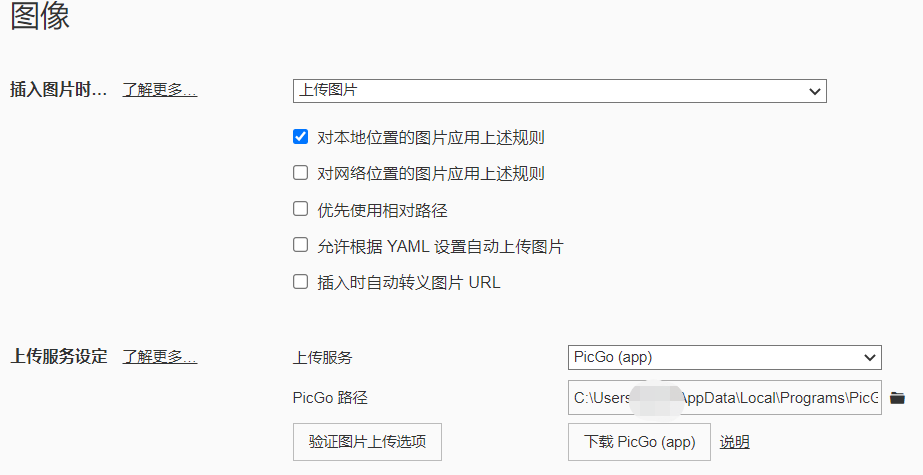 图像
插入图片时... 了解更多... 上传图片
对本地位置的图片应用上述规则
对网络位置的图片应用上述规则
优先使用相对路径
允许根据 YAML 设置自动上传图片
插入时自动转义图片 URL
上传服务设定 了解更多... 上传服务 PicGo (app)
PicGo 路径 C:\Users AppData\Local\Programs\PicG
验证图片上传选项 下载 PicGo (app) 说明